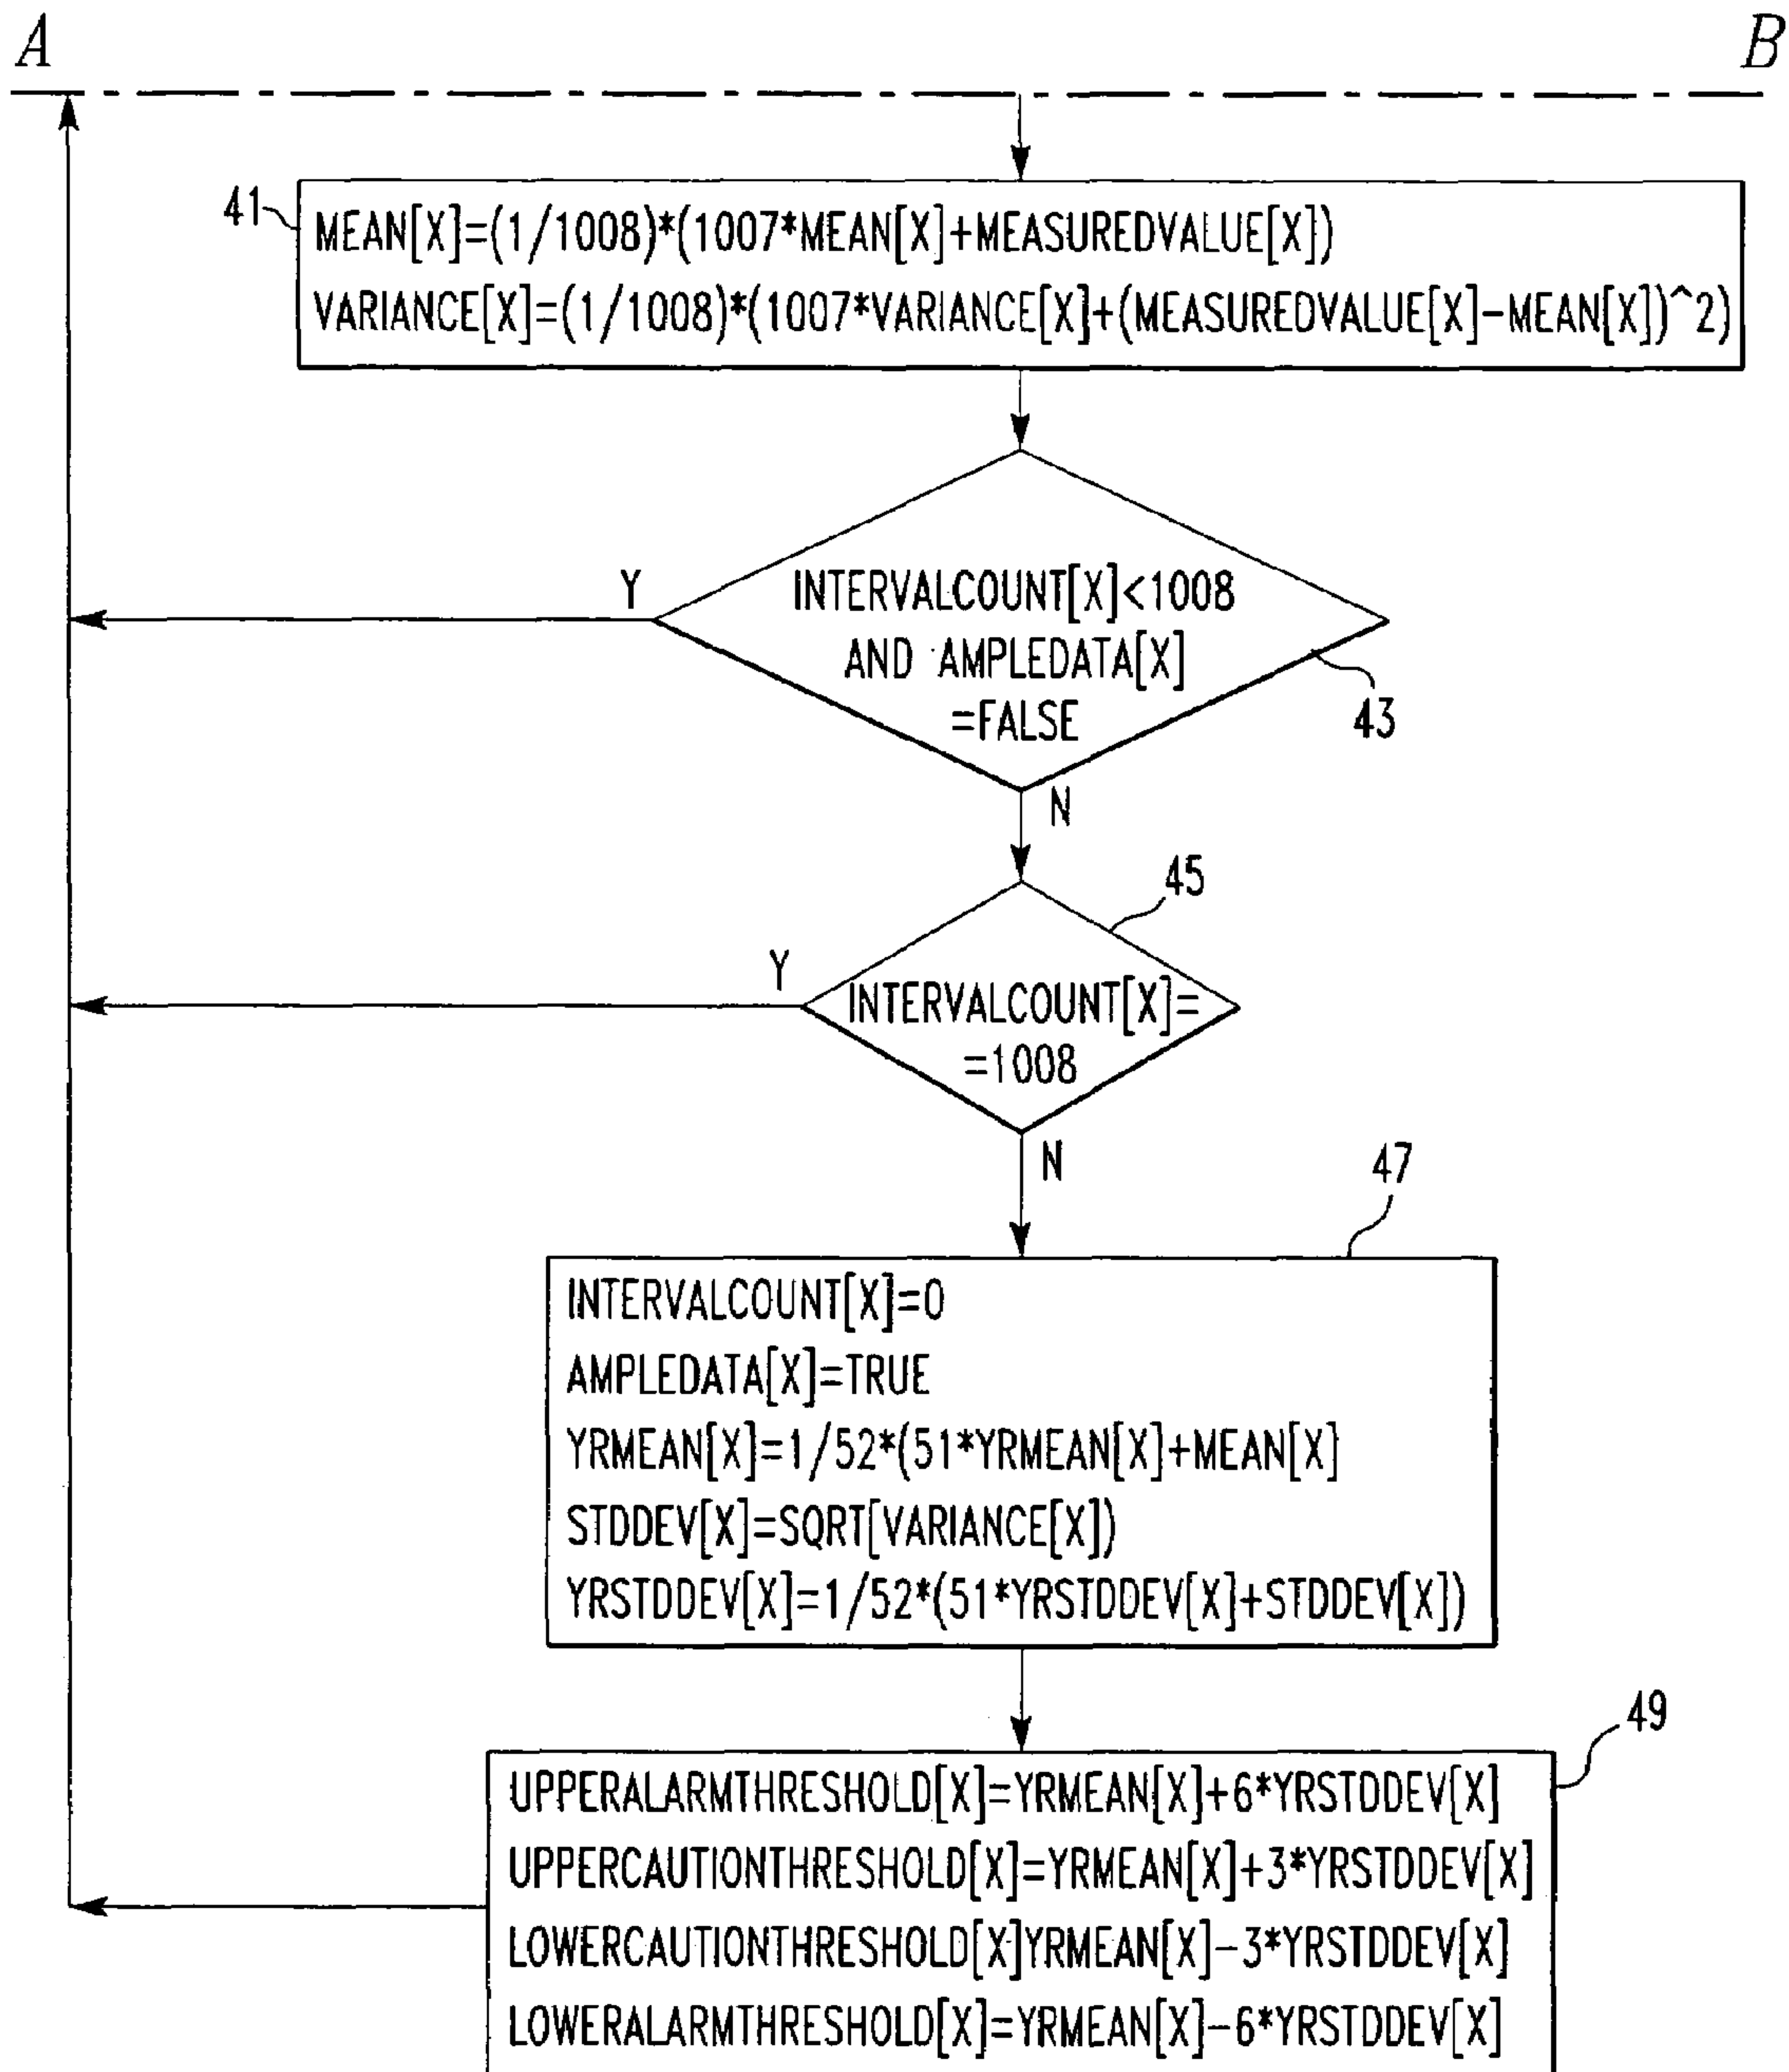 A
B
41
MEAN[X]=(1/1008)*(1007*MEAN[X]+MEASUREDVALUE[X])
VARIANCE[X]=(1/1008)*(1007*VARIANCE[X]+(MEASUREDVALUE[X]-MEAN[X])^2)
Y
INTERVALCOUNT[X]<1008
AND AMPLEDATA[X]
=FALSE
43
N
45
Y
INTERVALCOUNT[X]=
=1008
N
47
INTERVALCOUNT[X]=0
AMPLEDATA[X]=TRUE
YRMEAN[X]=1/52*(51*YRMEAN[X]+MEAN[X]
STDDEV[X]=SQRT[VARIANCE[X])
YRSTDDEV[X]=1/52*(51*YRSTDDEV[X]+STDDEV[X])
49
UPPERALARMTHRESHOLD[X]=YRMEAN[X]+6*YRSTDDEV[X]
UPPERCAUTIONTHRESHOLD[X]=YRMEAN[X]+3*YRSTDDEV[X]
LOWERCAUTIONTHRESHOLD[X]YRMEAN[X]-3*YRSTDDEV[X]
LOWERALARMTHRESHOLD[X]=YRMEAN[X]-6*YRSTDDEV[X]